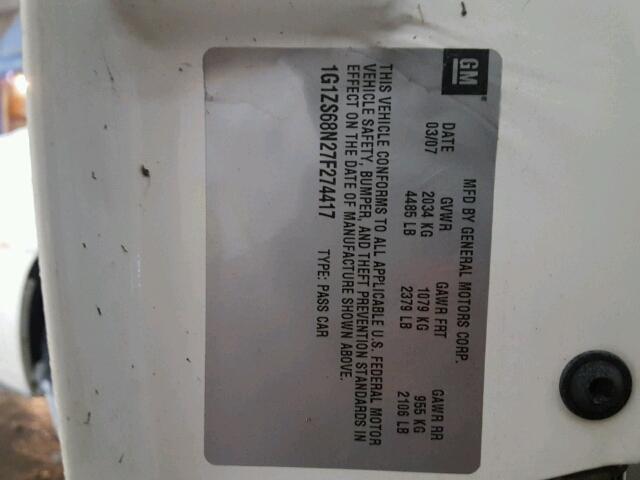 GM
MFD BY GENERAL MOTORS CORP.
DATE GVWR GAWR FRT GAWR RR
03/07 2034 KG 1079 KG 955 KG
4485 LB 2379 LB 2106 LB
THIS VEHICLE CONFORMS TO ALL APPLICABLE U.S. FEDERAL MOTOR
VEHICLE SAFETY, BUMPER, AND THEFT PREVENTION STANDARDS IN
EFFECT ON THE DATE OF MANUFACTURE SHOWN ABOVE.
1G1ZS68N27F274417 TYPE: PASS CAR